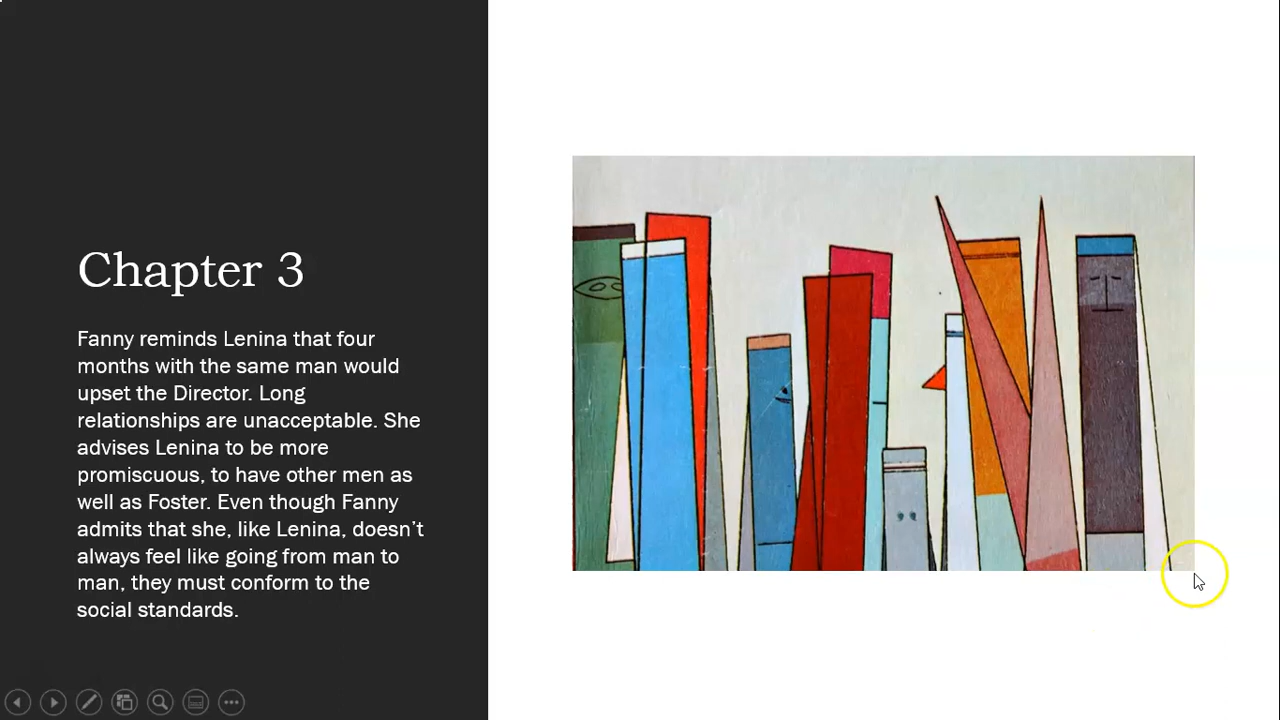 Chapter 3
Fanny reminds Lenina that four
months with the same man would
upset the Director. Long
relationships are unacceptable. She
advises Lenina to be more
promiscuous, to have other men as
well as Foster. Even though Fanny
admits that she, like Lenina, doesn’t
always feel like going from man to
man, they must conform to the
social standards.